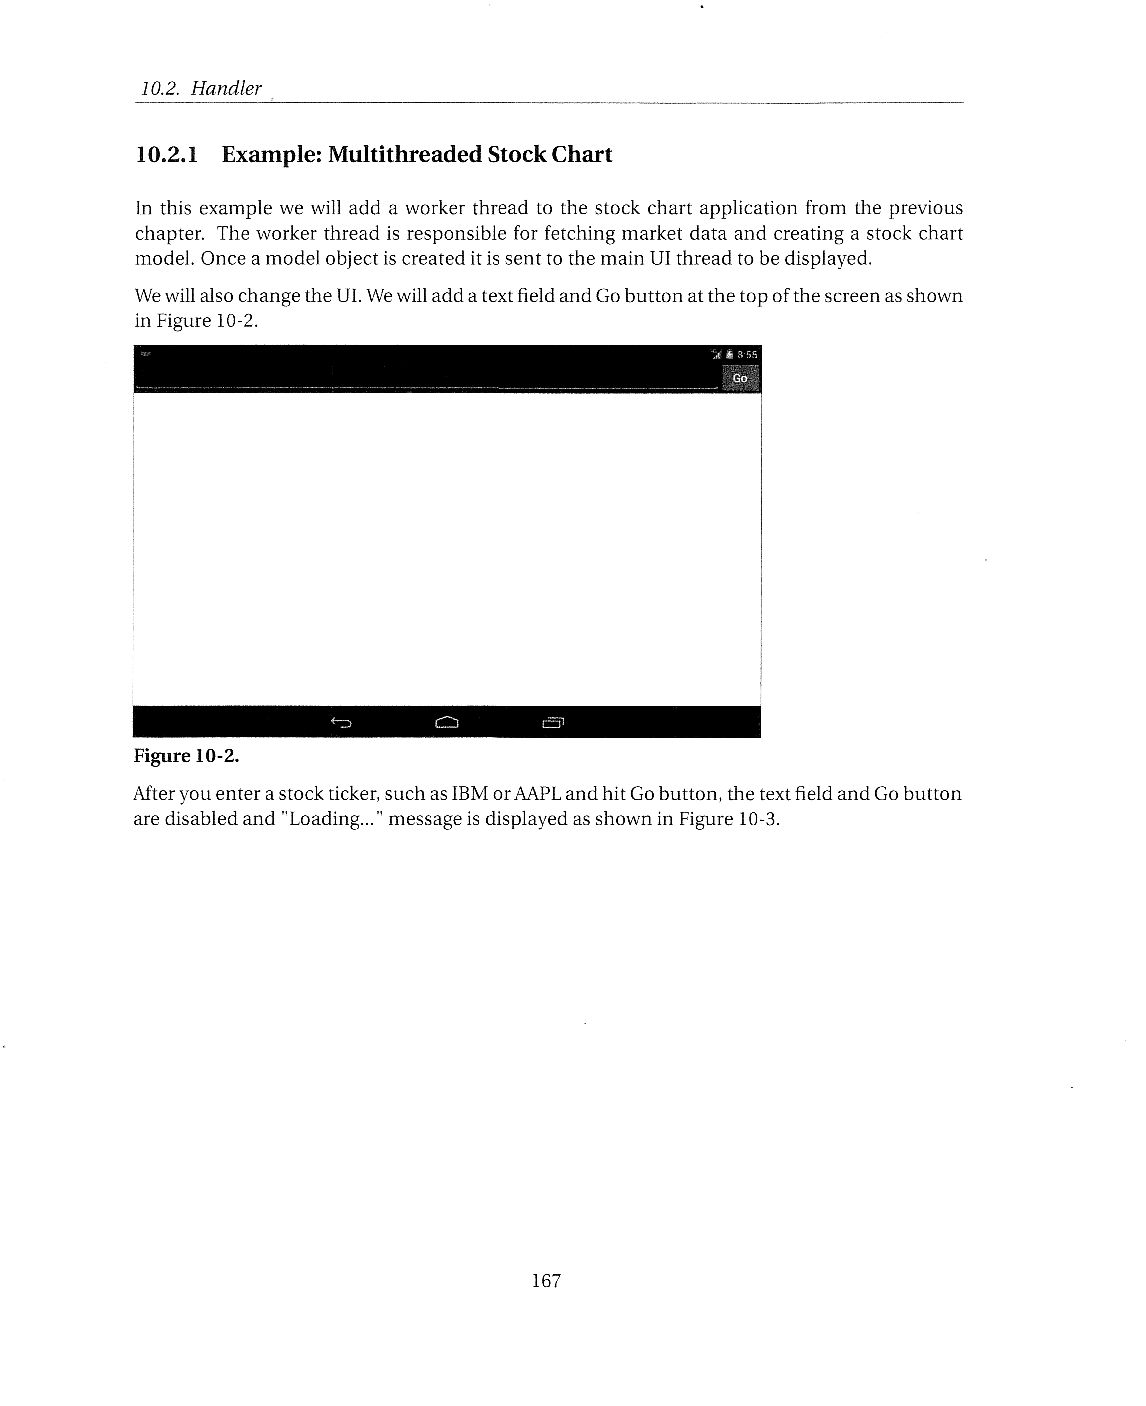 10.2. Handler
10.2.1 Example: Multithreaded Stock Chart
In this example we will add a worker thread to the stock chart application from the previous
chapter. The worker thread is responsible for fetching market data and creating a stock chart
model. Once a model object is created it is sent to the main UI thread to be displayed.
We will also change the UI. We will add a text field and Go button at the top of the screen as shown
in Figure 10-2.
8:55
Go
Figure 10-2.
After you enter a stock ticker, such as IBM or AAPL and hit Go button, the text field and Go button
are disabled and "Loading..." message is displayed as shown in Figure 10-3.
167